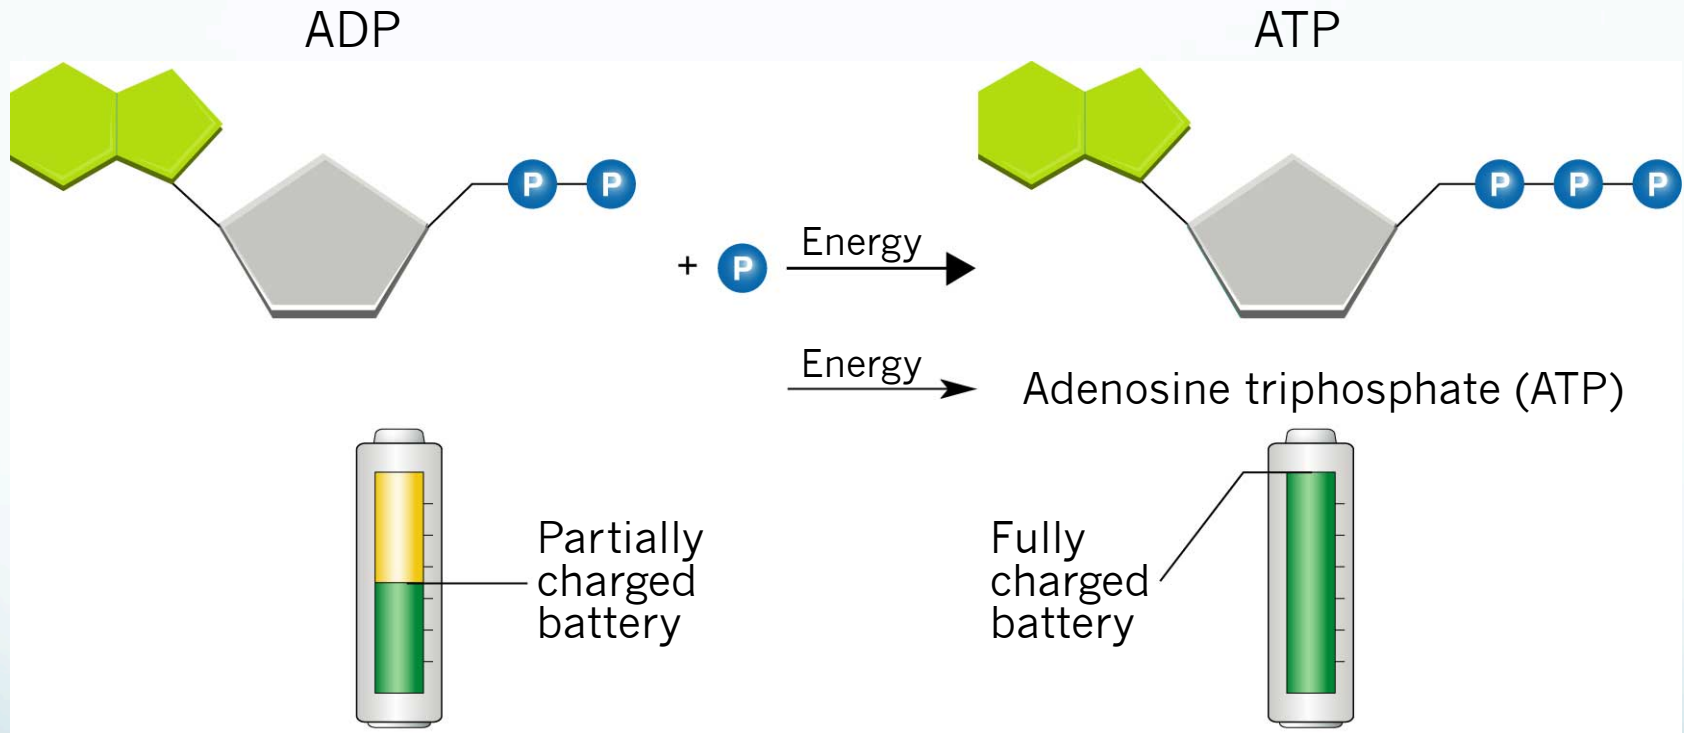 ADP
ATP
P P
P P P
+ P
Energy
Energy
Adenosine triphosphate (ATP)
Partially
charged
battery
Fully
charged
battery